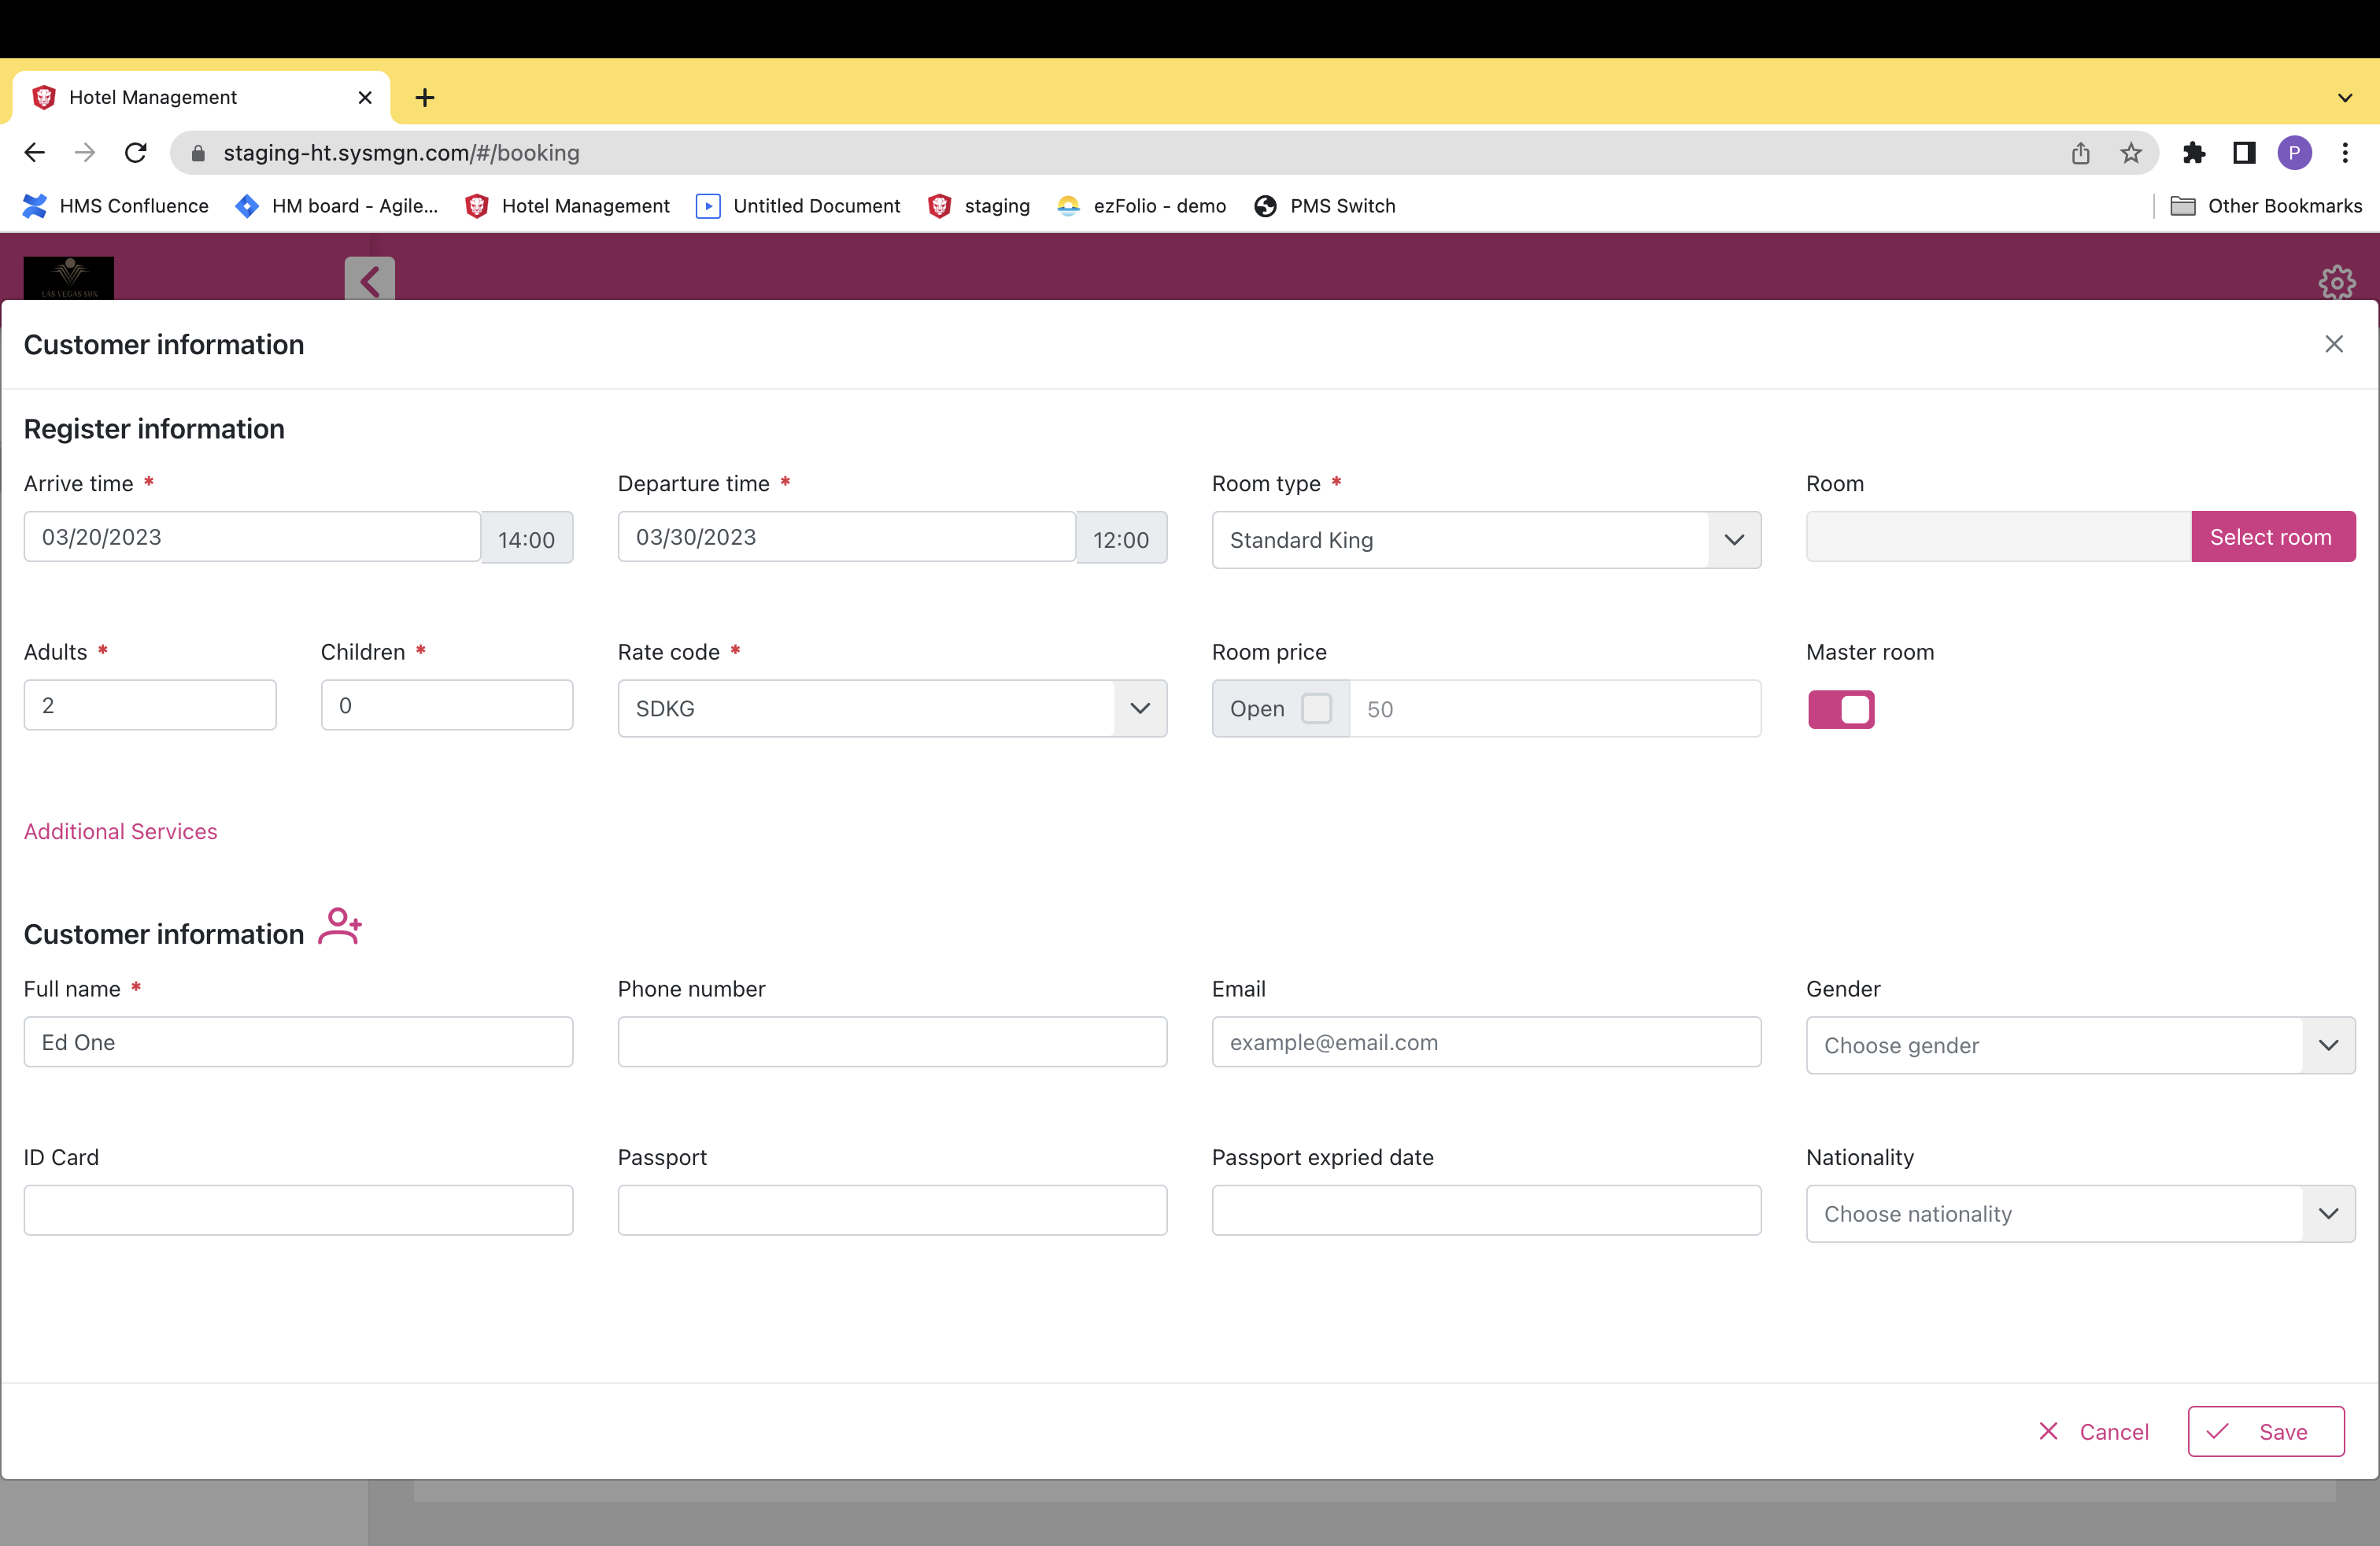 Hotel Management
staging-ht.sysmgn.com/#/booking
P
HMS Confluence HM board - Agile... Hotel Management Untitled Document staging ezFolio - demo PMS Switch Other Bookmarks
LAS VEGAS SUN
Customer information
Register information
Arrive time * Departure time * Room type * Room
03/20/2023 14:00 03/30/2023 12:00 Standard King Select room
Adults * Children * Rate code * Room price Master room
2 0 SDKG Open 50
Additional Services
Customer information
Full name * Phone number Email Gender
Ed One example@email.com Choose gender
ID Card Passport Passport expried date Nationality
Choose nationality
Cancel Save